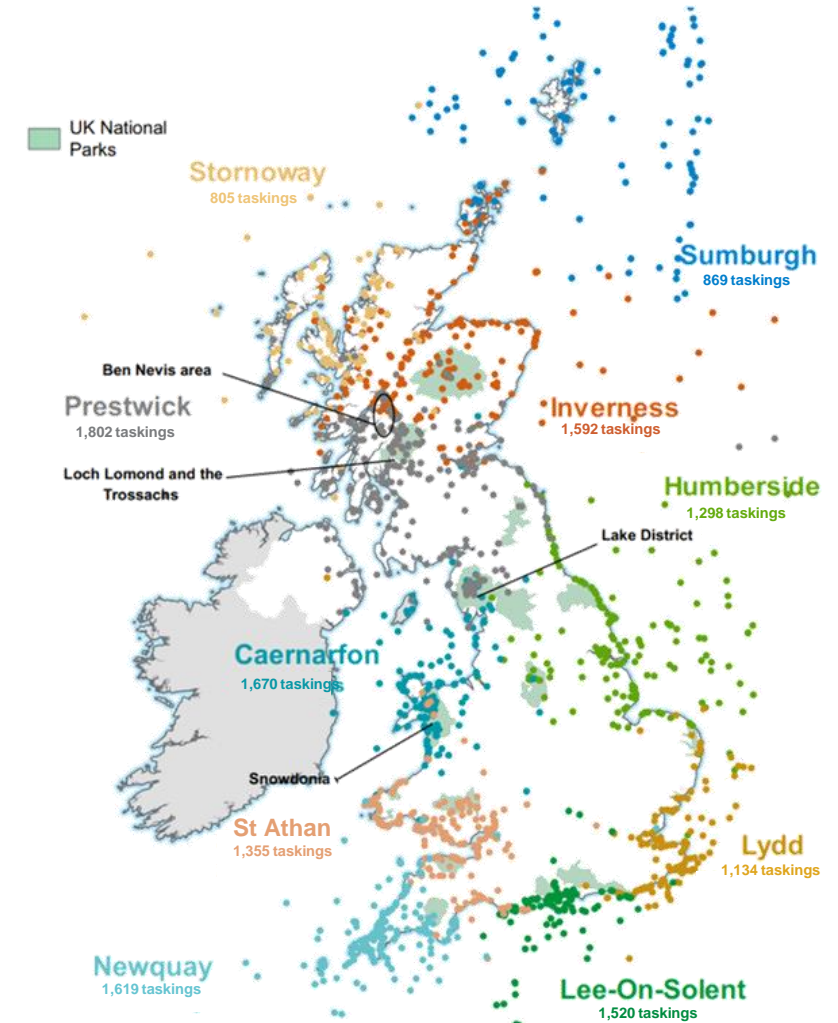 UK National
Parks
Stornoway
805 taskings
Sumburgh
869 taskings
Ben Nevis area
Prestwick
1,802 taskings
Inverness
1,592 taskings
Loch Lomond and the
Trossachs
Humberside
1,298 taskings
Lake District
Caernarfon
1,670 taskings
Snowdonia
St Athan
1,355 taskings
Lydd
1,134 taskings
Newquay
1,619 taskings
Lee-On-Solent
1,520 taskings